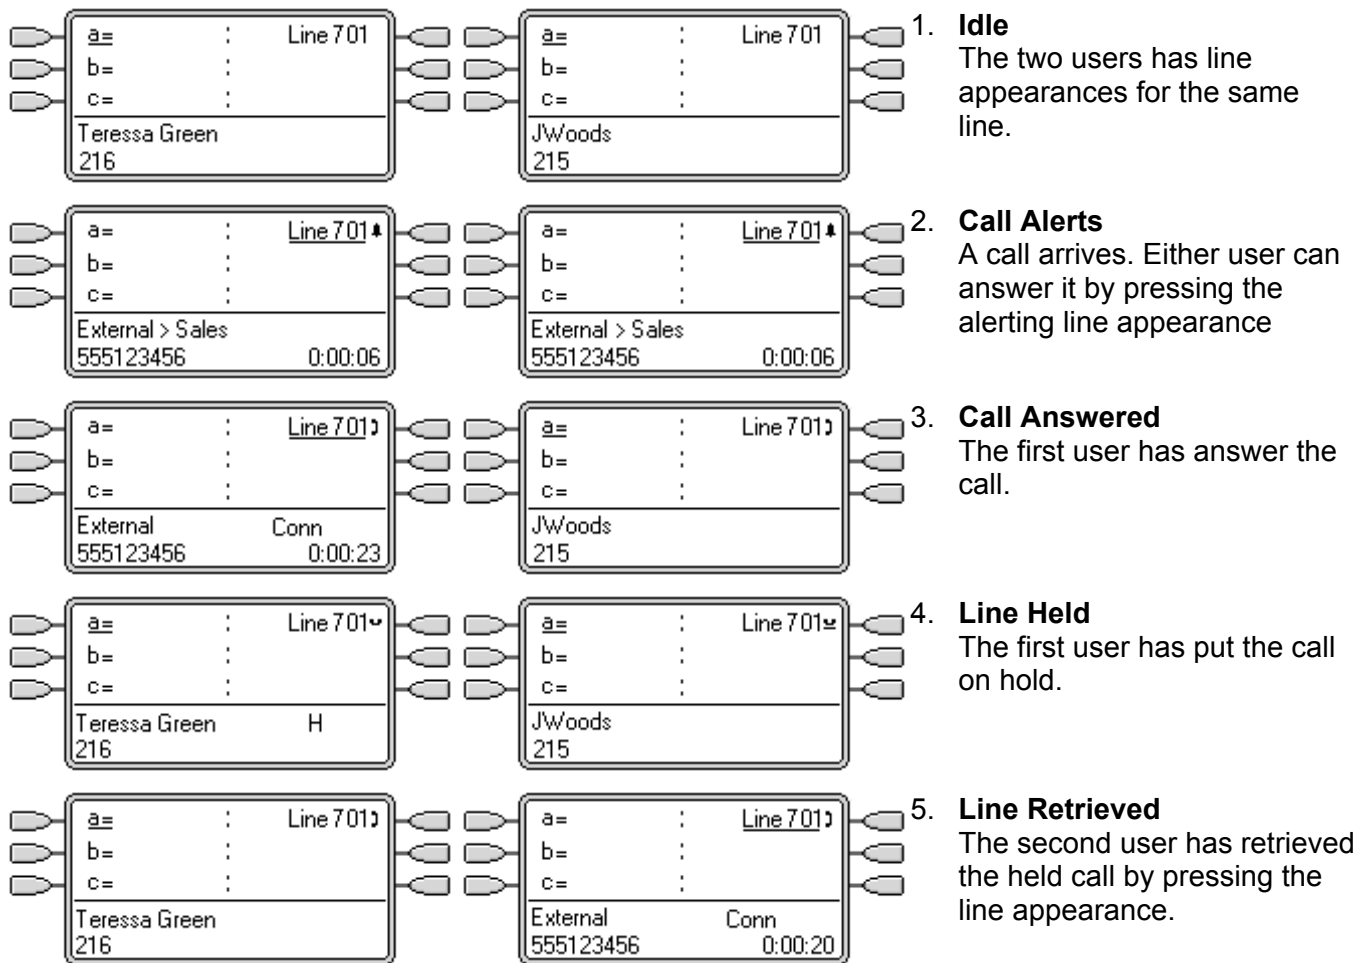 a= : Line 701
b= :
c= :
Teressa Green
216
a= : Line 701
b= :
c= :
JWoods
215
1. Idle
The two users has line
appearances for the same
line.
a= : Line 701
b= :
c= :
External > Sales
555123456 0:00:06
a= : Line 701
b= :
c= :
External > Sales
555123456 0:00:06
2. Call Alerts
A call arrives. Either user can
answer it by pressing the
alerting line appearance
a= : Line 701
b= :
c= :
External Conn
555123456 0:00:23
a= : Line 701
b= :
c= :
JWoods
215
3. Call Answered
The first user has answer the
call.
a= : Line 701
b= :
c= :
Teressa Green H
216
a= : Line 701
b= :
c= :
JWoods
215
4. Line Held
The first user has put the call
on hold.
a= : Line 701
b= :
c= :
Teressa Green
216
a= : Line 701
b= :
c= :
External Conn
555123456 0:00:20
5. Line Retrieved
The second user has retrieved
the held call by pressing the
line appearance.